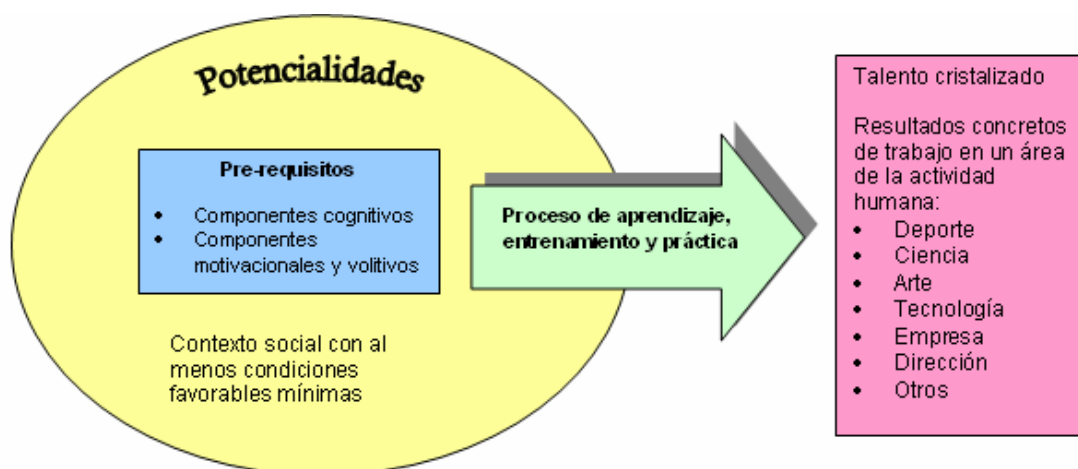 Potencialidades
Pre-requisitos
• Componentes cognitivos
• Componentes
motivacionales y volitivos
Contexto social con al
menos condiciones
favorables mínimas
Proceso de aprendizaje,
entrenamiento y práctica
Talento cristalizado
Resultados concretos
de trabajo en un área
de la actividad
humana:
• Deporte
• Ciencia
• Arte
• Tecnología
• Empresa
• Dirección
• Otros